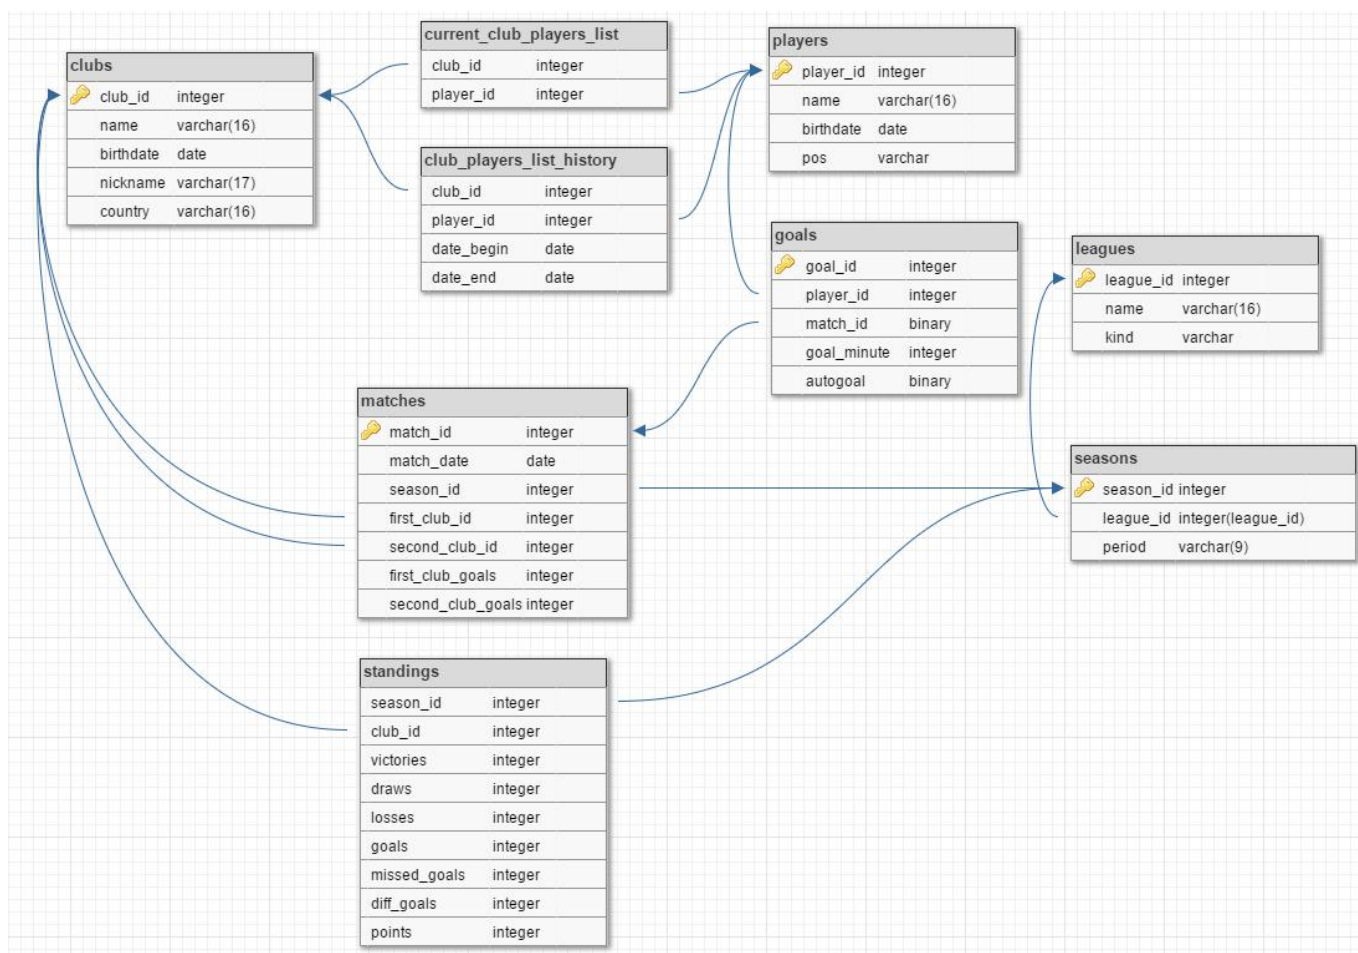 clubs
club_id integer
name varchar(16)
birthdate date
nickname varchar(17)
country varchar(16)
current_club_players_list
club_id integer
player_id integer
club_players_list_history
club_id integer
player_id integer
date_begin date
date_end date
players
player_id integer
name varchar(16)
birthdate date
pos varchar
goals
goal_id integer
player_id integer
match_id binary
goal_minute integer
autogoal binary
leagues
league_id integer
name varchar(16)
kind varchar
matches
match_id integer
match_date date
season_id integer
first_club_id integer
second_club_id integer
first_club_goals integer
second_club_goals integer
seasons
season_id integer
league_id integer(league_id)
period varchar(9)
standings
season_id integer
club_id integer
victories integer
draws integer
losses integer
goals integer
missed_goals integer
diff_goals integer
points integer